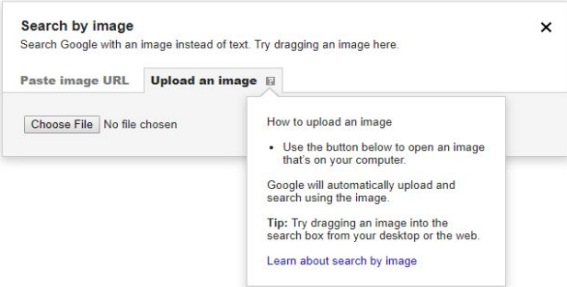 Search by image
Search Google with an image instead of text. Try dragging an image here.
Paste image URL
Upload an image
Choose File No file chosen
How to upload an image
• Use the button below to open an image
that's on your computer.
Google will automatically upload and
search using the image.
Tip: Try dragging an image into the
search box from your desktop or the web.
Learn about search by image